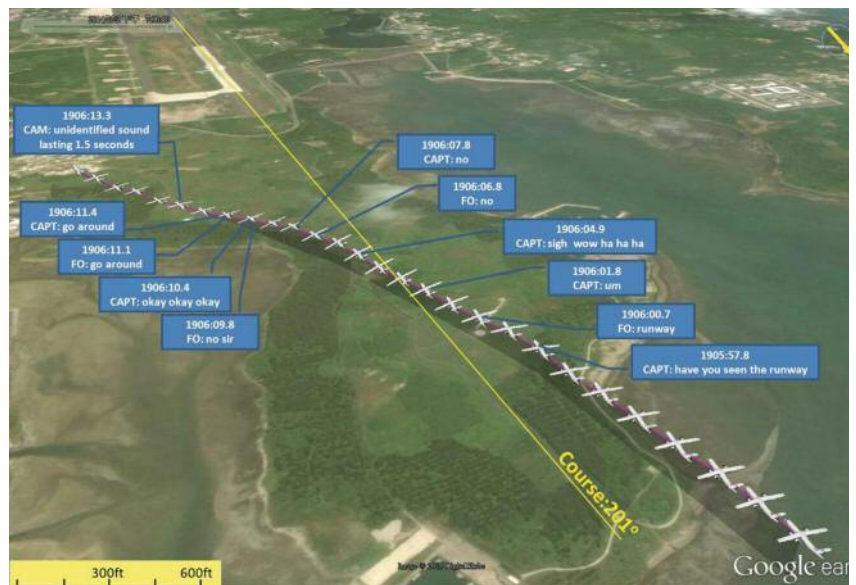 1906:13.3
CAM: unidentified sound
lasting 1.5 seconds
1906:07.8
CAPT: no
1906:06.8
FO: no
1906:11.4
CAPT: go around
1906:04.9
CAPT: sigh wow ha ha ha
1906:11.1
FO: go around
1906:01.8
CAPT: um
1906:10.4
CAPT: okay okay okay
1906:00.7
FO: runway
1906:09.8
FO: no sir
1905:57.8
CAPT: have you seen the runway
Course:201°
300ft
600ft
Google ear